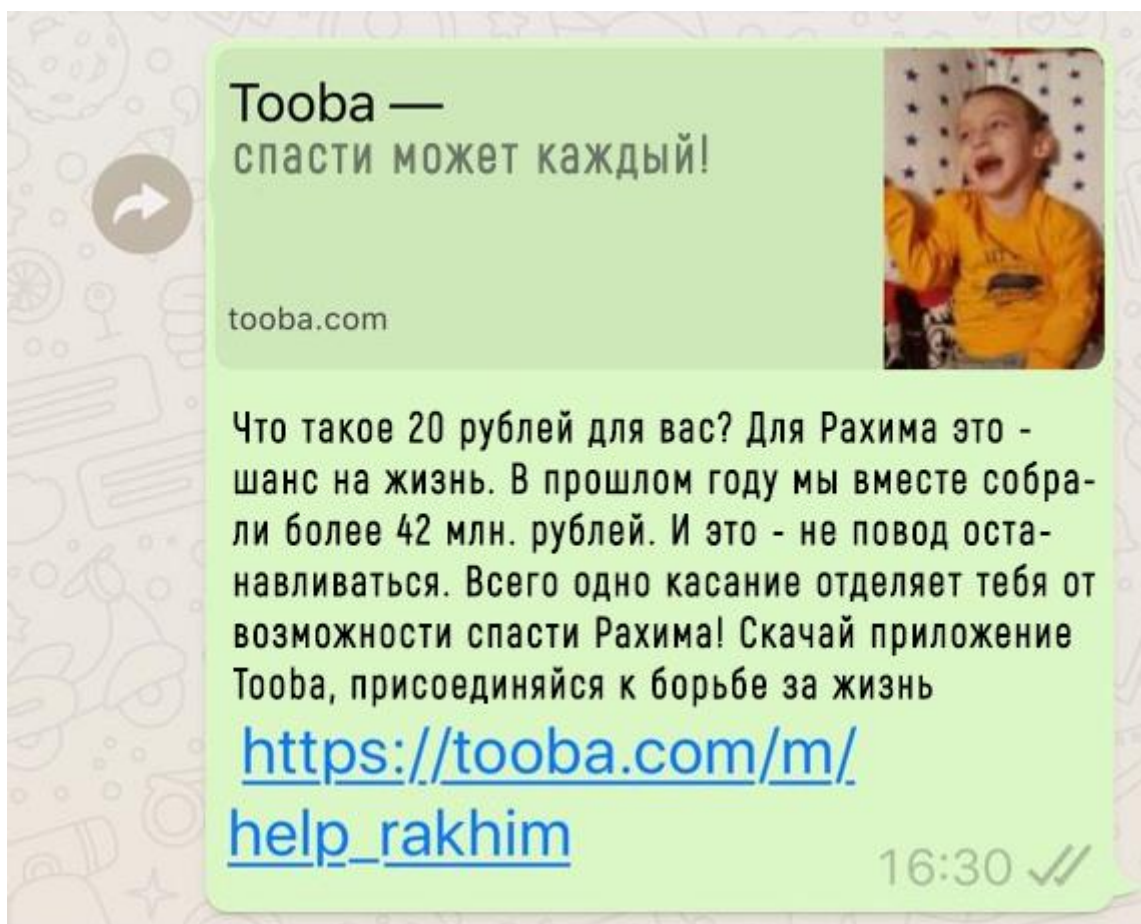 Tooba —
спасти может каждый!
tooba.com
Что такое 20 рублей для вас? Для Рахима это -
шанс на жизнь. В прошлом году мы вместе собра-
ли более 42 млн. рублей. И это - не повод оста-
навливаться. Всего одно касание отделяет тебя от
возможности спасти Рахима! Скачай приложение
Tooba, присоединяйся к борьбе за жизнь
https://tooba.com/m/
help_rakhim
16:30